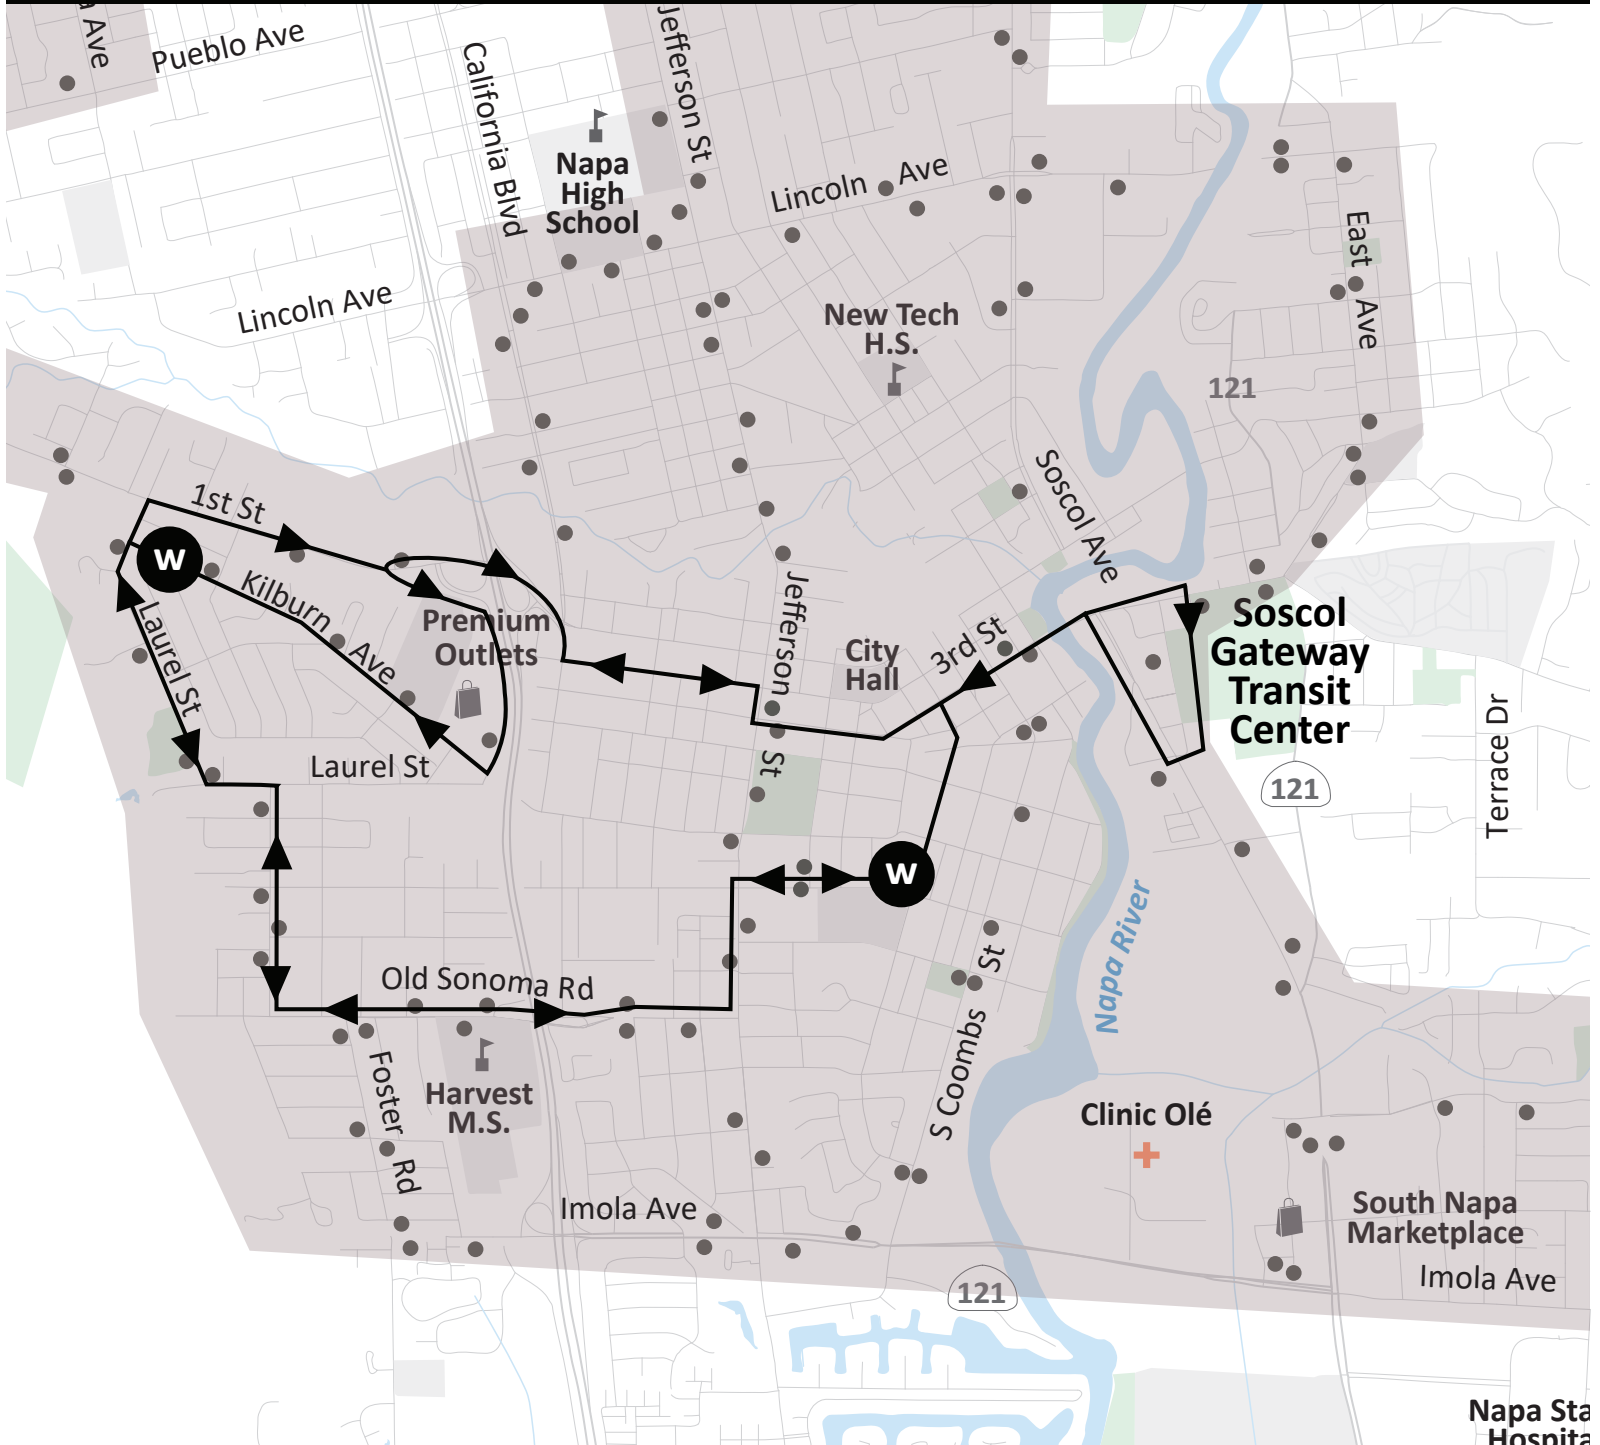 a Ave
Pueblo Ave
California Blvd
Jefferson St
Napa
High
School
Lincoln Ave
East Ave
Lincoln Ave
New Tech
H.S.
121
Soscol Ave
1st St
W
Kilburn Ave
Laurel St
Premium
Outlets
Jefferson St
City
Hall
3rd St
Soscol
Gateway
Transit
Center
Laurel St
121
Terrace Dr
W
Napa River
Old Sonoma Rd
S Coombs St
Foster Rd
Harvest
M.S.
Clinic Olé
Imola Ave
South Napa
Marketplace
Imola Ave
121
Napa Sta
Hospita